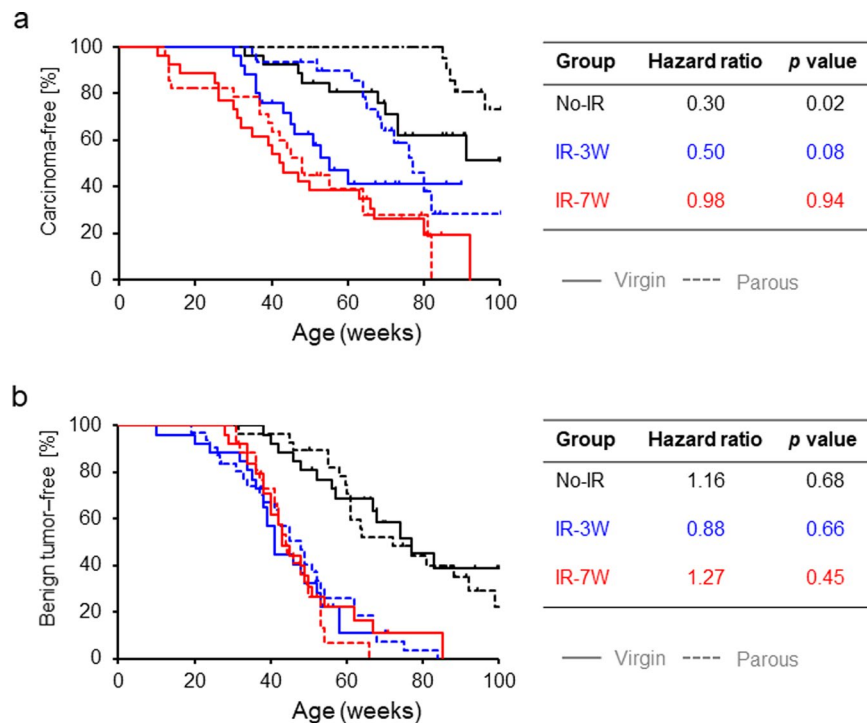 a
Carcinoma-free [%]
100
80
60
40
20
0
0 20 40 60 80 100
Age (weeks)
Group Hazard ratio p value
No-IR 0.30 0.02
IR-3W 0.50 0.08
IR-7W 0.98 0.94
Virgin Parous
b
Benign tumor–free [%]
100
80
60
40
20
0
0 20 40 60 80 100
Age (weeks)
Group Hazard ratio p value
No-IR 1.16 0.68
IR-3W 0.88 0.66
IR-7W 1.27 0.45
Virgin Parous